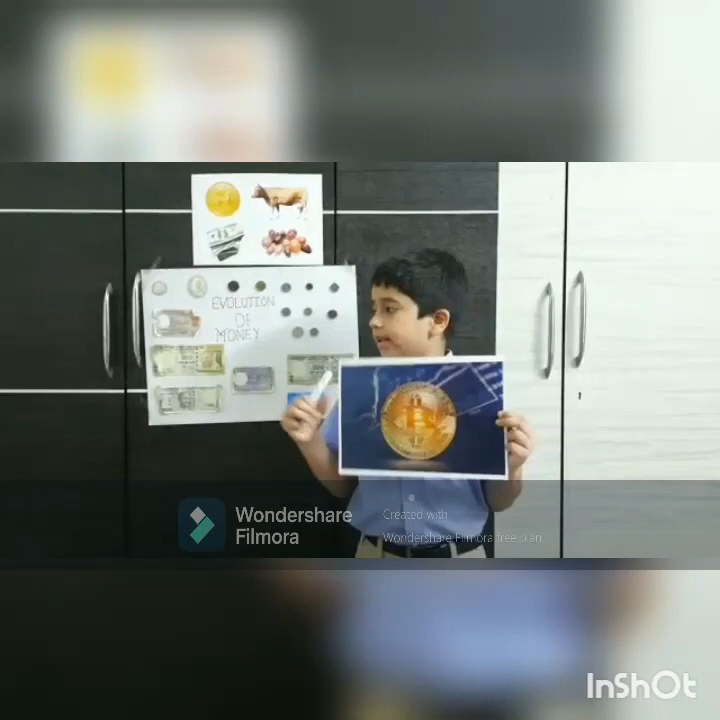 EVOLUTION
OF
MONEY
Wondershare
Filmora
Created with
Wondershare Filmora free plan
InShOt